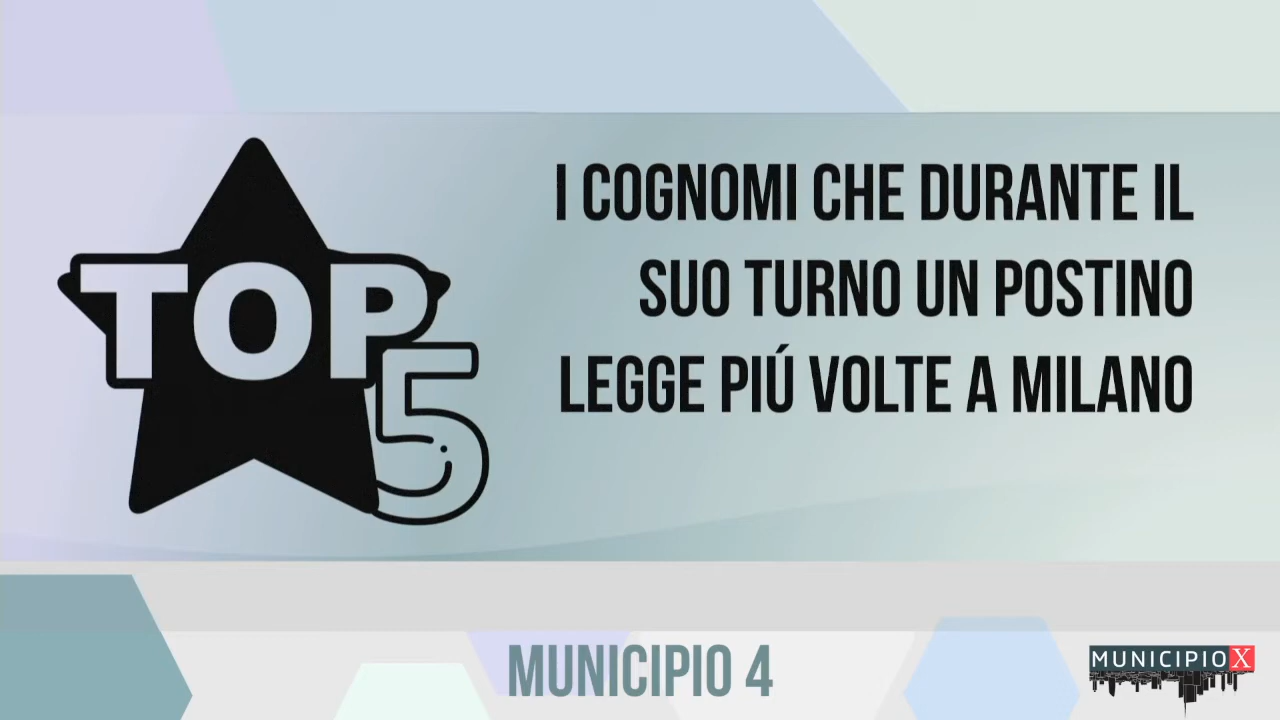 TOP
5
I COGNOMI CHE DURANTE IL
SUO TURNO UN POSTINO
LEGGE PIÚ VOLTE A MILANO
MUNICIPIO 4
MUNICIPIO X